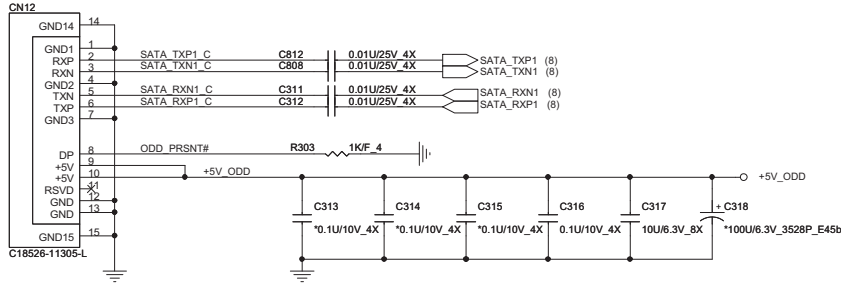 CN12
GND14 14
GND1 1
RXP 2 SATA_TXP1_C C812 0.01U/25V_4X SATA_TXP1 (8)
RXN 3 SATA_TXN1_C C808 0.01U/25V_4X SATA_TXN1 (8)
GND2 4
TXN 5 SATA_RXN1_C C311 0.01U/25V_4X SATA_RXN1 (8)
TXP 6 SATA_RXP1_C C312 0.01U/25V_4X SATA_RXP1 (8)
GND3 7
DP 8 ODD_PRSNT# R303 1K/F_4
+5V 9
+5V 10 +5V_ODD +5V_ODD
RSVD 11
GND 12
GND 13
C313 C314 C315 C316 C317 + C318
*0.1U/10V_4X *0.1U/10V_4X *0.1U/10V_4X 0.1U/10V_4X 10U/6.3V_8X *100U/6.3V_3528P_E45b
GND15 15
C18526-11305-L